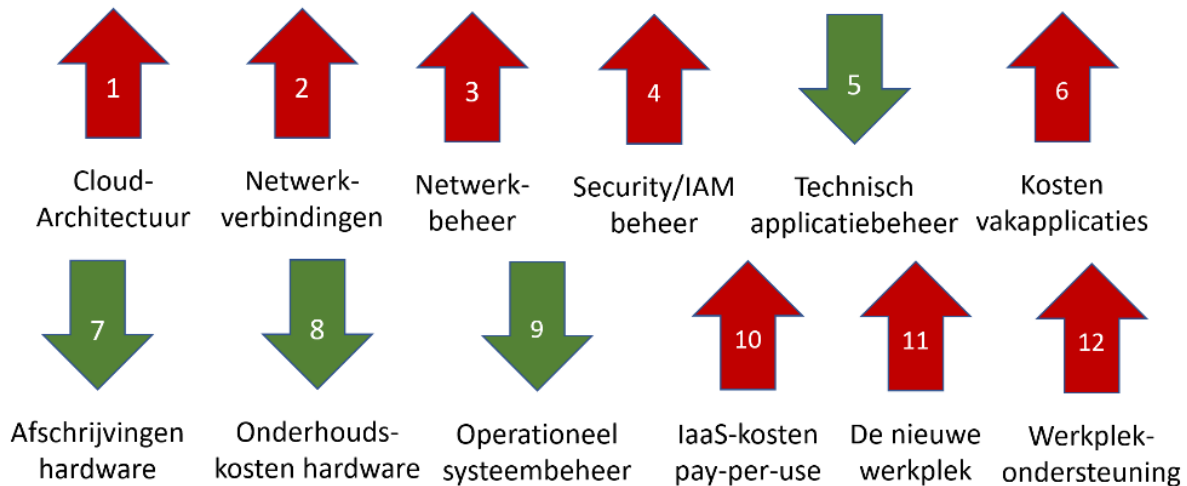 1 2 3 4 5 6
Cloud- Netwerk- Netwerk- Security/IAM Technisch Kosten
Architectuur verbindingen beheer beheer applicatiebeheer vakapplicaties
7 8 9 10 11 12
Afschrijvingen Onderhouds- Operationeel IaaS-kosten De nieuwe Werkplek-
hardware kosten hardware systeembeheer pay-per-use werkplek ondersteuning